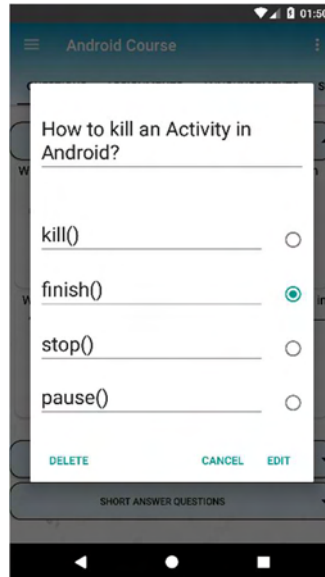 01:50
Android Course
How to kill an Activity in
Android?
kill()
finish()
stop()
pause()
DELETE
CANCEL EDIT
SHORT ANSWER QUESTIONS